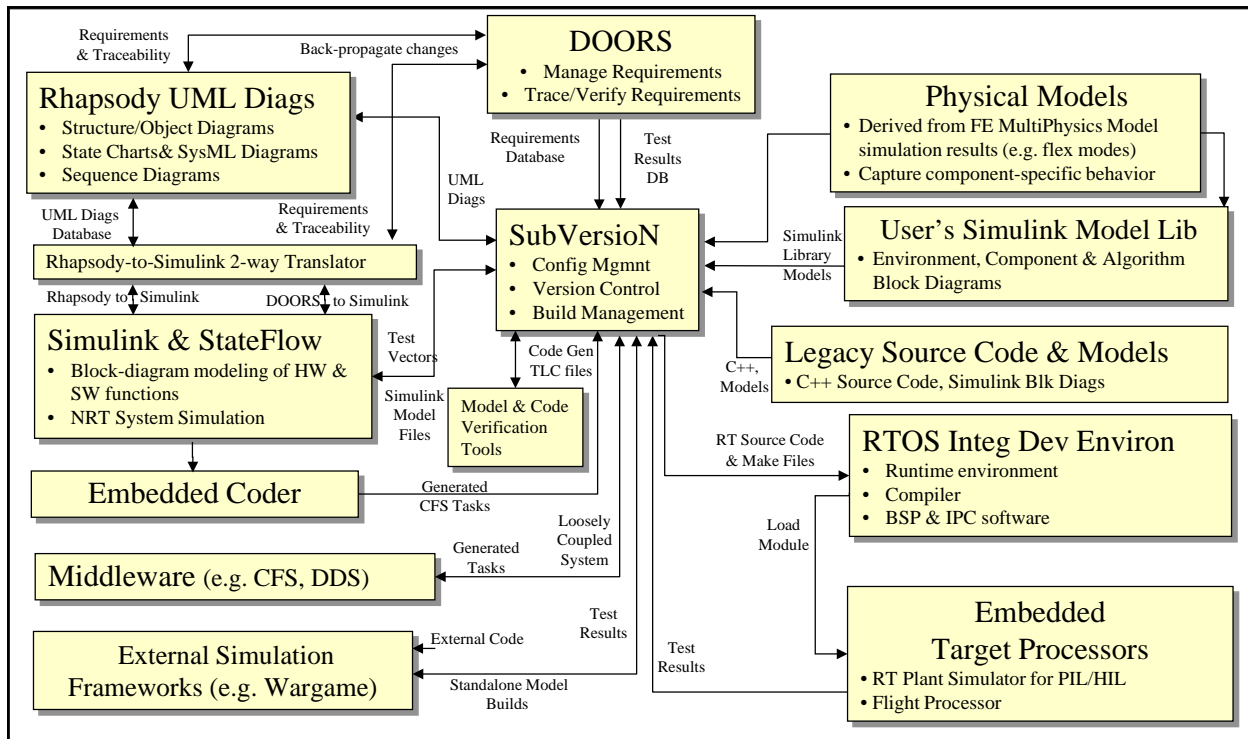 Requirements
& Traceability
Back-propagate changes
DOORS
• Manage Requirements
• Trace/Verify Requirements
Rhapsody UML Diags
• Structure/Object Diagrams
• State Charts& SysML Diagrams
• Sequence Diagrams
Physical Models
• Derived from FE MultiPhysics Model
simulation results (e.g. flex modes)
• Capture component-specific behavior
Requirements
Database
Test
Results
DB
UML
Diags
UML Diags
Database
Requirements
& Traceability
Rhapsody-to-Simulink 2-way Translator
Rhapsody to Simulink
DOORS to Simulink
SubVersioN
• Config Mgmnt
• Version Control
• Build Management
Simulink
Library
Models
User's Simulink Model Lib
• Environment, Component & Algorithm
Block Diagrams
Simulink & StateFlow
• Block-diagram modeling of HW &
SW functions
• NRT System Simulation
Test
Vectors
Simulink
Model
Files
Code Gen
TLC files
Model & Code
Verification
Tools
C++,
Models
Legacy Source Code & Models
• C++ Source Code, Simulink Blk Diags
RT Source Code
& Make Files
RTOS Integ Dev Environ
• Runtime environment
• Compiler
• BSP & IPC software
Embedded Coder
Generated
CFS Tasks
Loosely
Coupled
System
Load
Module
Middleware (e.g. CFS, DDS)
Generated
Tasks
External Simulation
Frameworks (e.g. Wargame)
External Code
Standalone Model
Builds
Test
Results
Test
Results
Embedded
Target Processors
• RT Plant Simulator for PIL/HIL
• Flight Processor